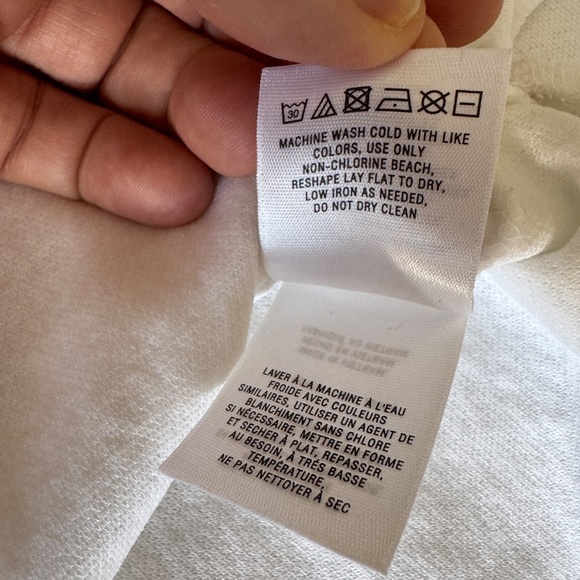 30
MACHINE WASH COLD WITH LIKE
COLORS, USE ONLY
NON-CHLORINE BEACH,
RESHAPE LAY FLAT TO DRY,
LOW IRON AS NEEDED,
DO NOT DRY CLEAN
LAVER À LA MACHINE À L'EAU
FROIDE AVEC COULEURS
SIMILAIRES, UTILISER UN AGENT DE
BLANCHIMENT SANS CHLORE
SI NÉCESSAIRE, METTRE EN FORME
ET SÉCHER À PLAT, REPASSER,
AU BESOIN, À TRÉS BASSE
TEMPÉRATURE,
NE PAS NETTOYER À SEC